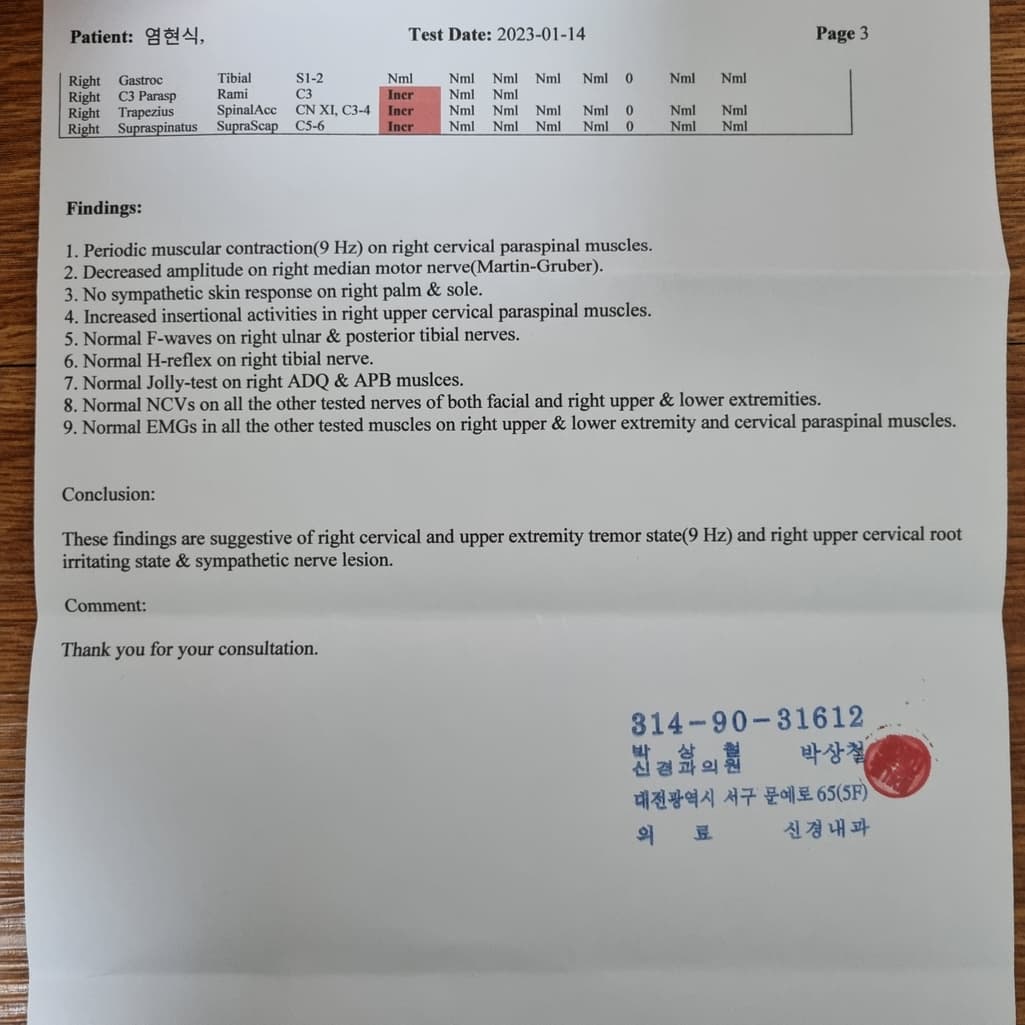 Patient: 염현식, Test Date: 2023-01-14 Page 3
Right Gastroc Tibial S1-2 Nml Nml Nml Nml Nml 0 Nml Nml
Right C3 Parasp Rami C3 Incr Nml Nml
Right Trapezius SpinalAcc CN XI, C3-4 Incr Nml Nml Nml Nml 0 Nml Nml
Right Supraspinatus SupraScap C5-6 Incr Nml Nml Nml Nml 0 Nml Nml
Findings:
1. Periodic muscular contraction(9 Hz) on right cervical paraspinal muscles.
2. Decreased amplitude on right median motor nerve(Martin-Gruber).
3. No sympathetic skin response on right palm & sole.
4. Increased insertional activities in right upper cervical paraspinal muscles.
5. Normal F-waves on right ulnar & posterior tibial nerves.
6. Normal H-reflex on right tibial nerve.
7. Normal Jolly-test on right ADQ & APB muslces.
8. Normal NCVs on all the other tested nerves of both facial and right upper & lower extremities.
9. Normal EMGs in all the other tested muscles on right upper & lower extremity and cervical paraspinal muscles.
Conclusion:
These findings are suggestive of right cervical and upper extremity tremor state(9 Hz) and right upper cervical root
irritating state & sympathetic nerve lesion.
Comment:
Thank you for your consultation.
314-90-31612
박 상 철 박상철
신경과의원
대전광역시 서구 문예로 65(5F)
의 료 신경내과